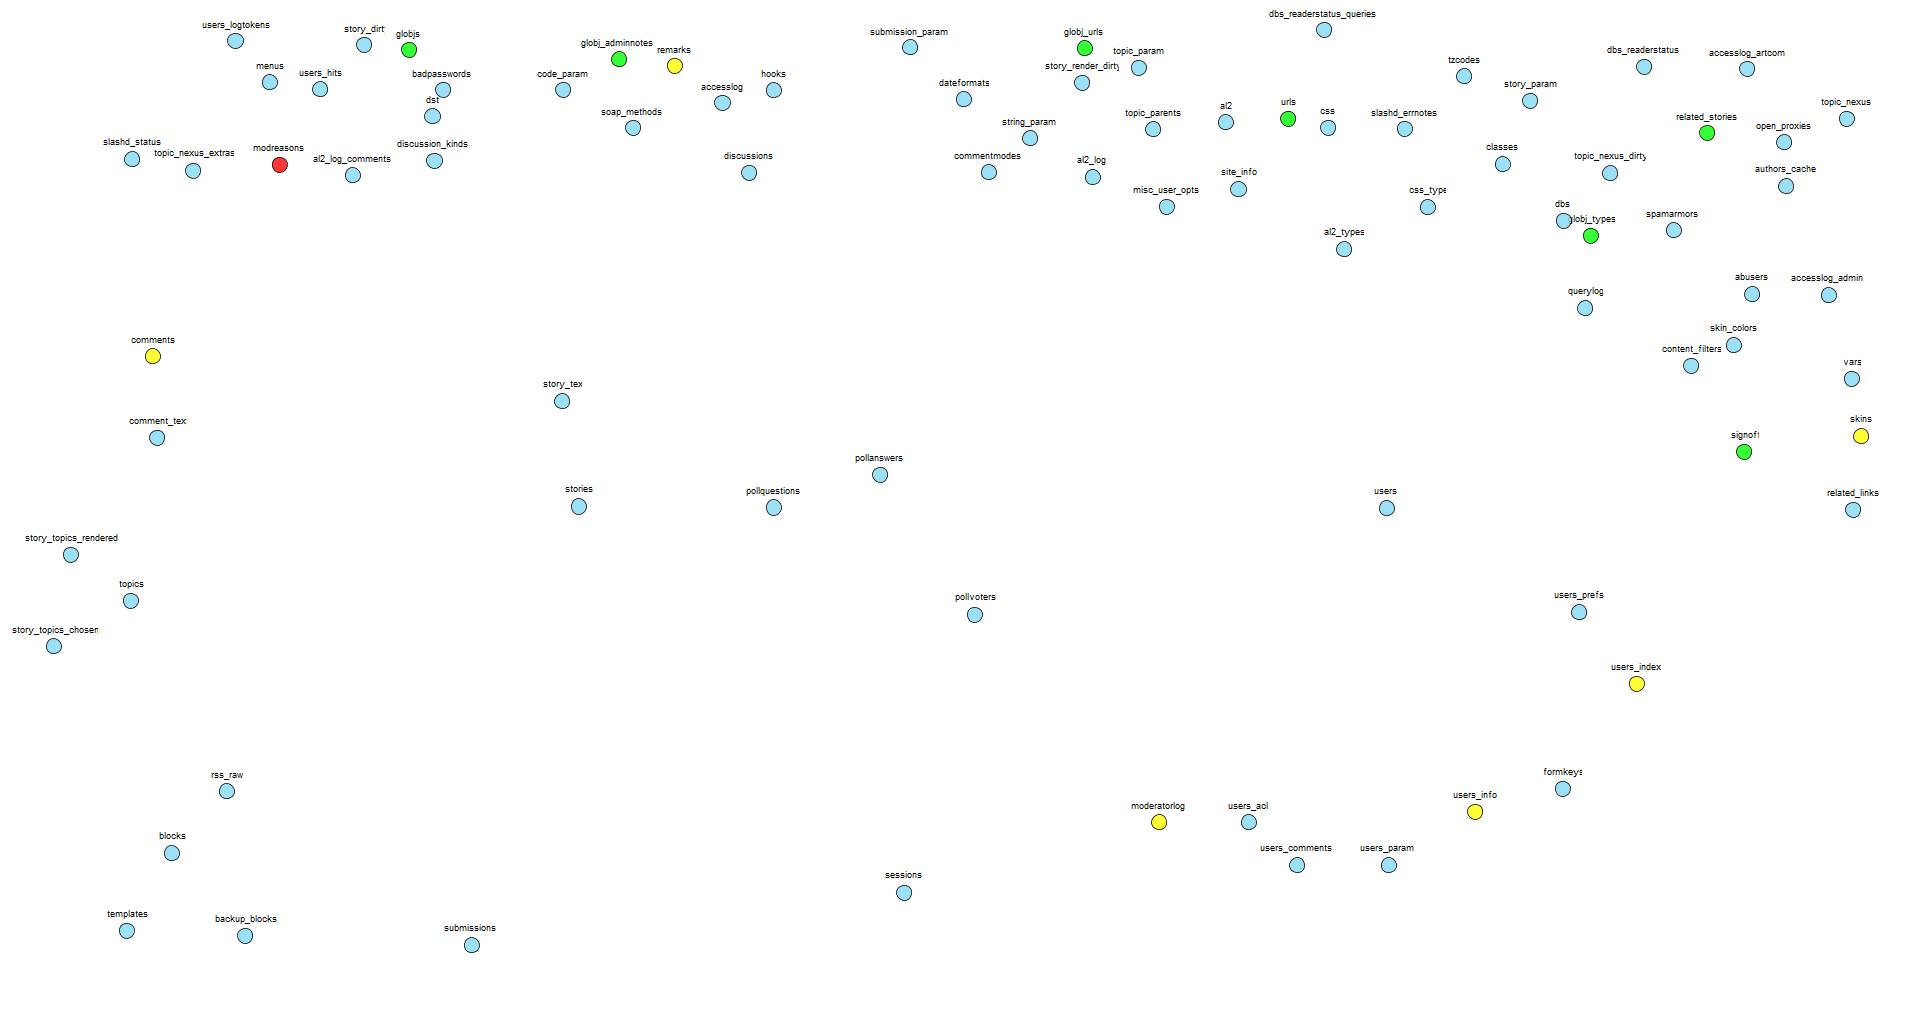 dbs_readerstatus_queries
users_logtokens
story_dirt
globjs
submission_param
globj_urls
globj_adminnotes
remarks
topic_param
dbs_readerstatus
accesslog_artcom
tzcodes
menus
users_hits
badpasswords
code_param
hooks
story_render_dirty
accesslog
dateformats
story_param
dst
soap_methods
al2
urls
css
topic_nexus
string_param
topic_parents
slashd_errnotes
related_stories
open_proxies
slashd_status
topic_nexus_extras
modreasons
al2_log_comments
discussion_kinds
discussions
commentmodes
al2_log
classes
topic_nexus_dirty
site_info
authors_cache
misc_user_opts
css_type
dbs
globj_types
spamarmors
al2_types
abusers
accesslog_admin
querylog
skin_colors
comments
content_filters
vars
story_tex
comment_tex
skins
signoff
pollanswers
stories
pollquestions
users
related_links
story_topics_rendered
topics
pollvoters
users_prefs
story_topics_chosen
users_index
rss_raw
formkeys
users_info
moderatorlog
users_acl
blocks
users_comments
users_param
sessions
templates
backup_blocks
submissions